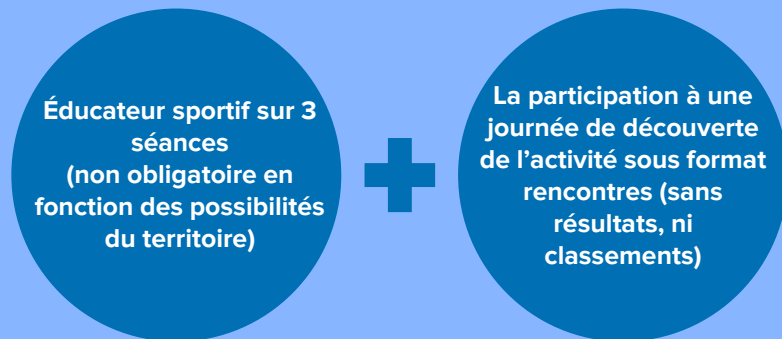 Éducateur sportif sur 3
séances
(non obligatoire en
fonction des possibilités
du territoire)
La participation à une
journée de découverte
de l’activité sous format
rencontres (sans
résultats, ni
classements)